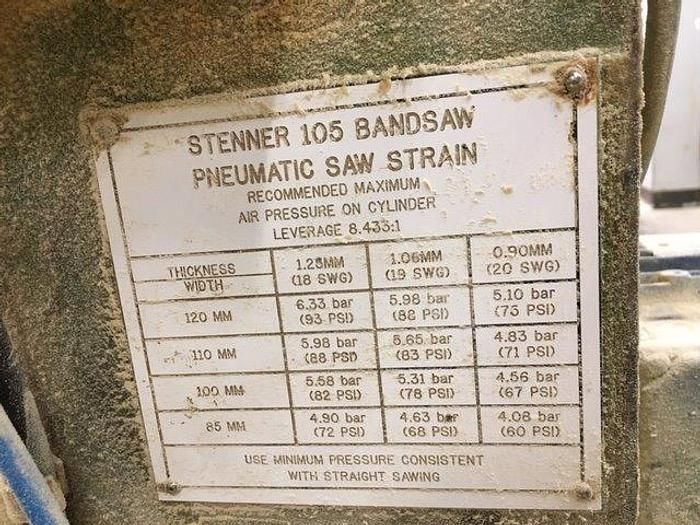 STENNER 105 BANDSAW
PNEUMATIC SAW STRAIN
RECOMMENDED MAXIMUM
AIR PRESSURE ON CYLINDER
LEVERAGE 8.433:1
THICKNESS 1.25MM 1.06MM 0.90MM
WIDTH (18 SWG) (19 SWG) (20 SWG)
120 MM 6.33 bar 5.98 bar 5.10 bar
(93 PSI) (88 PSI) (75 PSI)
110 MM 5.98 bar 5.65 bar 4.83 bar
(88 PSI) (83 PSI) (71 PSI)
100 MM 5.58 bar 5.31 bar 4.56 bar
(82 PSI) (78 PSI) (67 PSI)
85 MM 4.90 bar 4.63 bar 4.08 bar
(72 PSI) (68 PSI) (60 PSI)
USE MINIMUM PRESSURE CONSISTENT
WITH STRAIGHT SAWING